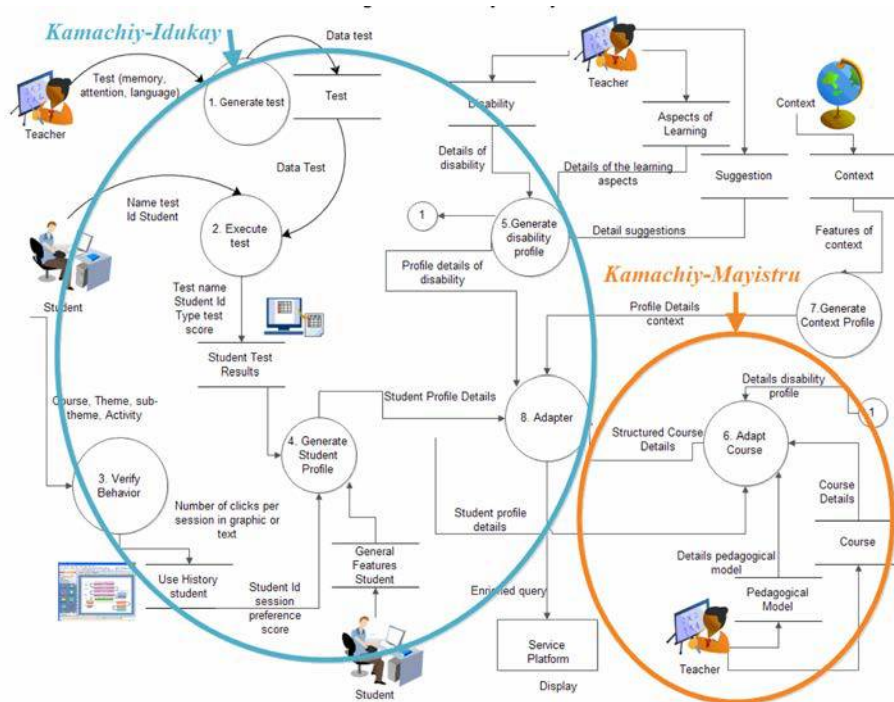 Kamachiy-Idukay
Data test
Test (memory,
attention, language)
1. Generate test
Test
Teacher
Data Test
Name test
Id Student
2. Execute
test
Student
Test name
Student Id
Type test
score
Student Test
Results
Course, Theme, sub-
theme, Activity
3. Verify
Behavior
Number of clicks per
session in graphic or
text
Use History
student
Student Id
session
preference
score
4. Generate
Student
Profile
General
Features
Student
Student
Student Profile Details
Teacher
Disability
Aspects of
Learning
Details of
disability
Details of the learning
aspects
Suggestion
1
5.Generate
disability
profile
Detail suggestions
Profile details of
disability
Context
Context
Features of
context
7.Generate
Context Profile
Profile Details
context
Kamachiy-Mayistru
8. Adapter
Structured Course
Details
Details disability
profile
1
6. Adapt
Course
Course
Details
Course
Student profile
details
Details pedagogical
model
Pedagogical
Model
Teacher
Enriched query
Service
Platform
Display